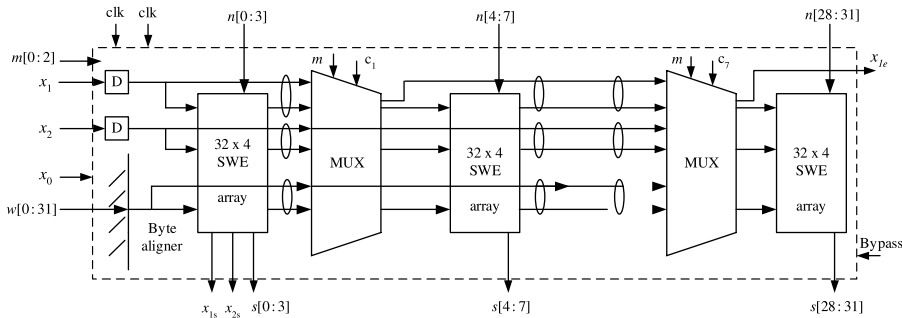 clk clk n[0:3] n[4:7] n[28:31]
m[0:2] m c1 m c7 x1e
x1 D
x2 D
32 x 4 SWE array
MUX
32 x 4 SWE array
MUX
32 x 4 SWE array
x0
w[0:31]
Byte aligner
Bypass
x1s x2s s[0:3] s[4:7] s[28:31]